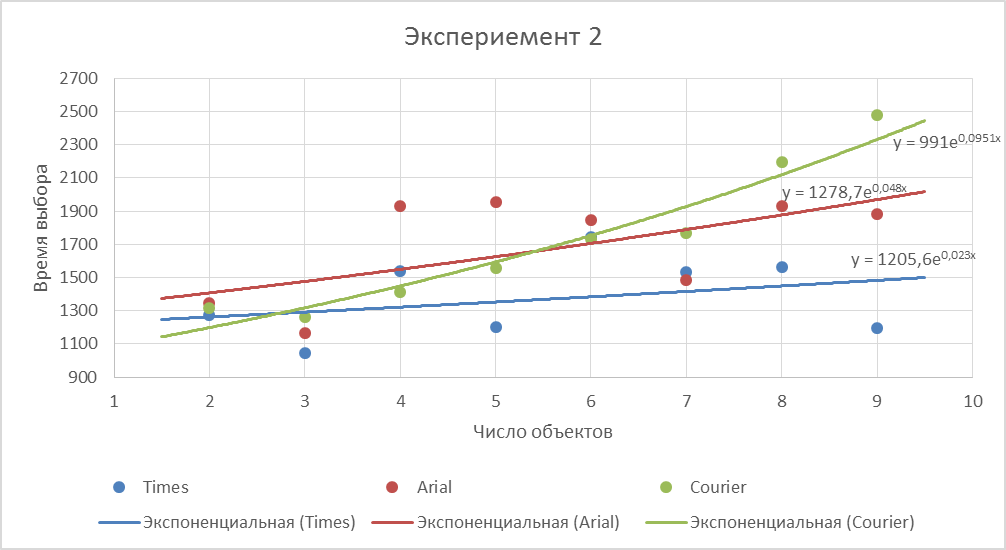 Экспериемент 2
2700
2500
2300
2100
1900
1700
1500
1300
1100
900
Время выбора
y = 991e^0,0951x
y = 1278,7e^0,048x
y = 1205,6e^0,023x
1 2 3 4 5 6 7 8 9 10
Число объектов
Times Arial Courier
Экспоненциальная (Times) Экспоненциальная (Arial) Экспоненциальная (Courier)